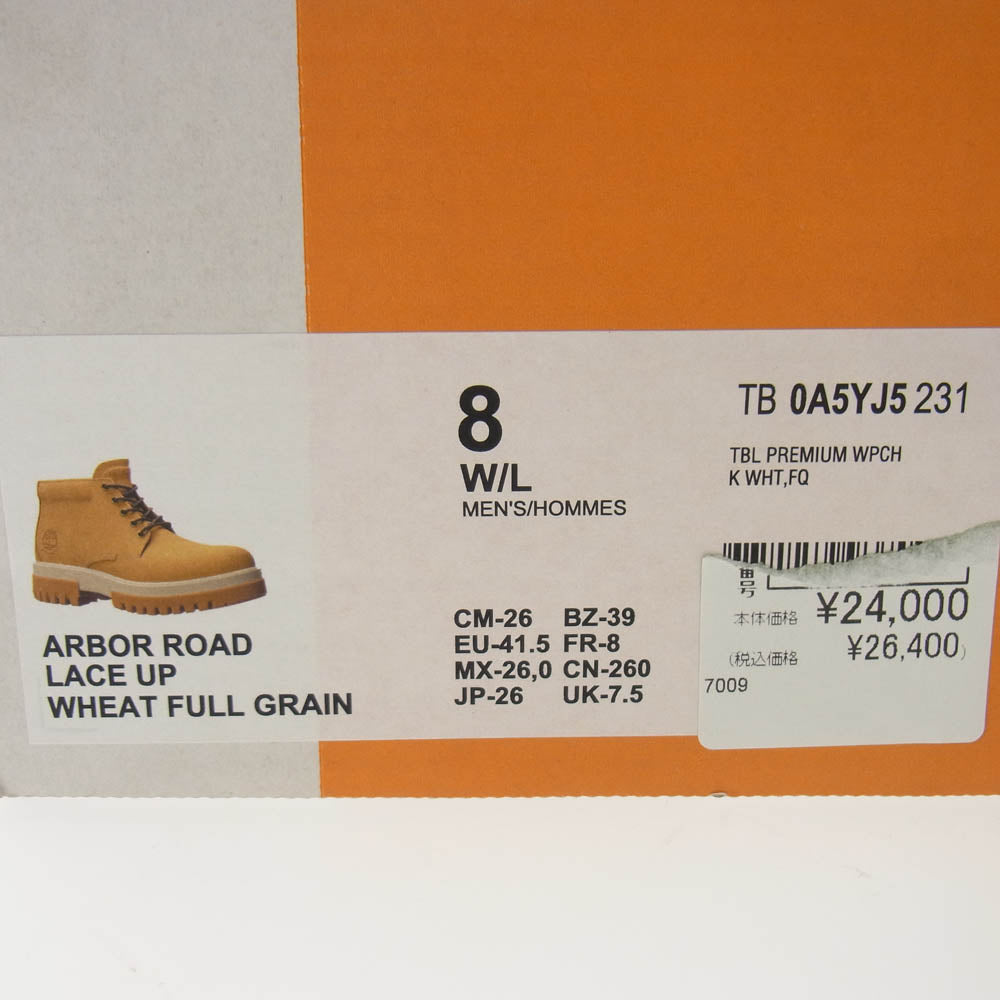 8
W/L
MEN'S/HOMMES
TB 0A5YJ5 231
TBL PREMIUM WPCH
K WHT,FQ
ARBOR ROAD
LACE UP
WHEAT FULL GRAIN
CM-26 BZ-39
EU-41.5 FR-8
MX-26,0 CN-260
JP-26 UK-7.5
番号
本体価格 ¥24,000
(税込価格 ¥26,400)
7009